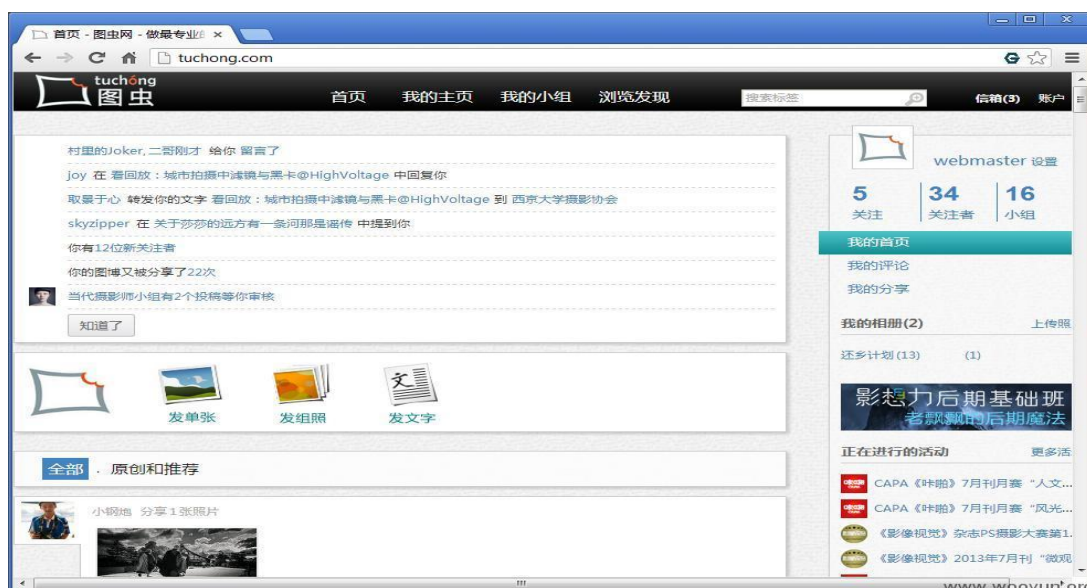 首页 - 图虫网 - 做最专业
tuchong.com
tuchóng
图虫
首页 我的主页 我的小组 浏览发现 搜索标签 信箱(3) 账户
村里的Joker, 二哥刚才 给你 留言了
joy 在 看回放：城市拍摄中滤镜与黑卡@HighVoltage 中回复你
取景于心 转发你的文字 看回放：城市拍摄中滤镜与黑卡@HighVoltage 到 西京大学摄影协会
skyzipper 在 关于莎莎的远方有一条河那是谣传 中提到你
你有12位新关注者
你的图博又被分享了22次
当代摄影师小组有2个投稿等你审核
知道了
发单张 发组照 发文字
全部 . 原创和推荐
小钢炮 分享1张照片
webmaster 设置
5 34 16
关注 关注者 小组
我的首页
我的评论
我的分享
我的相册(2) 上传照
还乡计划(13) (1)
影想力后期基础班
老飘飘的后期魔法
正在进行的活动 更多活
CAPA《咔啪》7月刊月赛 “人文...
CAPA《咔啪》7月刊月赛 “风光...
《影像视觉》杂志PS摄影大赛第1.
《影像视觉》2013年7月刊 “微观